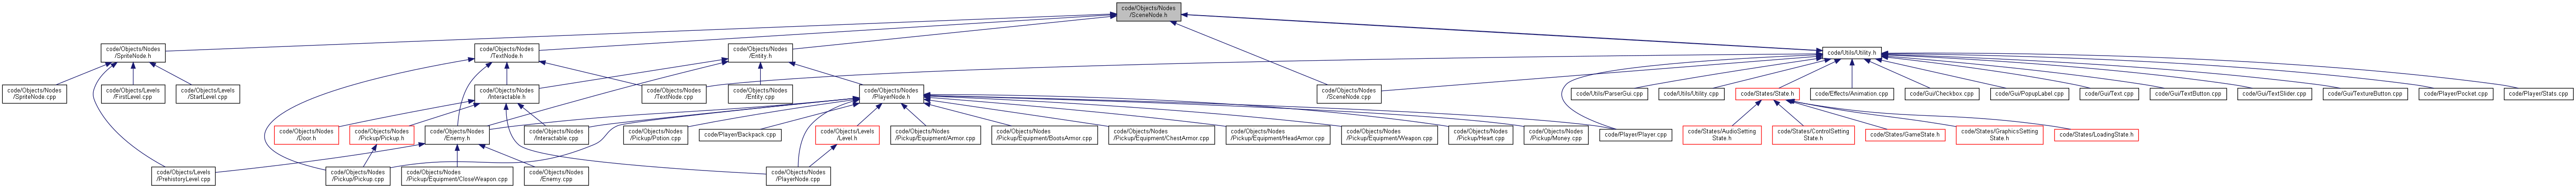 code/Objects/Nodes
/SceneNode.h
code/Objects/Nodes
/SpriteNode.h
code/Objects/Nodes
/TextNode.h
code/Objects/Nodes
/Entity.h
code/Utils/Utility.h
code/Objects/Nodes
/SpriteNode.cpp
code/Objects/Levels
/FirstLevel.cpp
code/Objects/Levels
/StartLevel.cpp
code/Objects/Nodes
/Interactable.h
code/Objects/Nodes
/TextNode.cpp
code/Objects/Nodes
/Entity.cpp
code/Objects/Nodes
/PlayerNode.h
code/Objects/Nodes
/SceneNode.cpp
code/Utils/ParserGui.cpp
code/Utils/Utility.cpp
code/States/State.h
code/Effects/Animation.cpp
code/Gui/Checkbox.cpp
code/Gui/PopupLabel.cpp
code/Gui/Text.cpp
code/Gui/TextButton.cpp
code/Gui/TextSlider.cpp
code/Gui/TextureButton.cpp
code/Player/Pocket.cpp
code/Player/Stats.cpp
code/Objects/Nodes
/Door.h
code/Objects/Nodes
/Pickup/Pickup.h
code/Objects/Nodes
/Enemy.h
code/Objects/Nodes
/Interactable.cpp
code/Objects/Nodes
/Pickup/Potion.cpp
code/Player/Backpack.cpp
code/Objects/Levels
/Level.h
code/Objects/Nodes
/Pickup/Equipment/Armor.cpp
code/Objects/Nodes
/Pickup/Equipment/BootsArmor.cpp
code/Objects/Nodes
/Pickup/Equipment/ChestArmor.cpp
code/Objects/Nodes
/Pickup/Equipment/HeadArmor.cpp
code/Objects/Nodes
/Pickup/Equipment/Weapon.cpp
code/Objects/Nodes
/Pickup/Heart.cpp
code/Objects/Nodes
/Pickup/Money.cpp
code/Player/Player.cpp
code/States/AudioSetting
State.h
code/States/ControlSetting
State.h
code/States/GameState.h
code/States/GraphicsSetting
State.h
code/States/LoadingState.h
code/Objects/Levels
/PrehistoryLevel.cpp
code/Objects/Nodes
/Pickup/Pickup.cpp
code/Objects/Nodes
/Pickup/Equipment/CloseWeapon.cpp
code/Objects/Nodes
/Enemy.cpp
code/Objects/Nodes
/PlayerNode.cpp